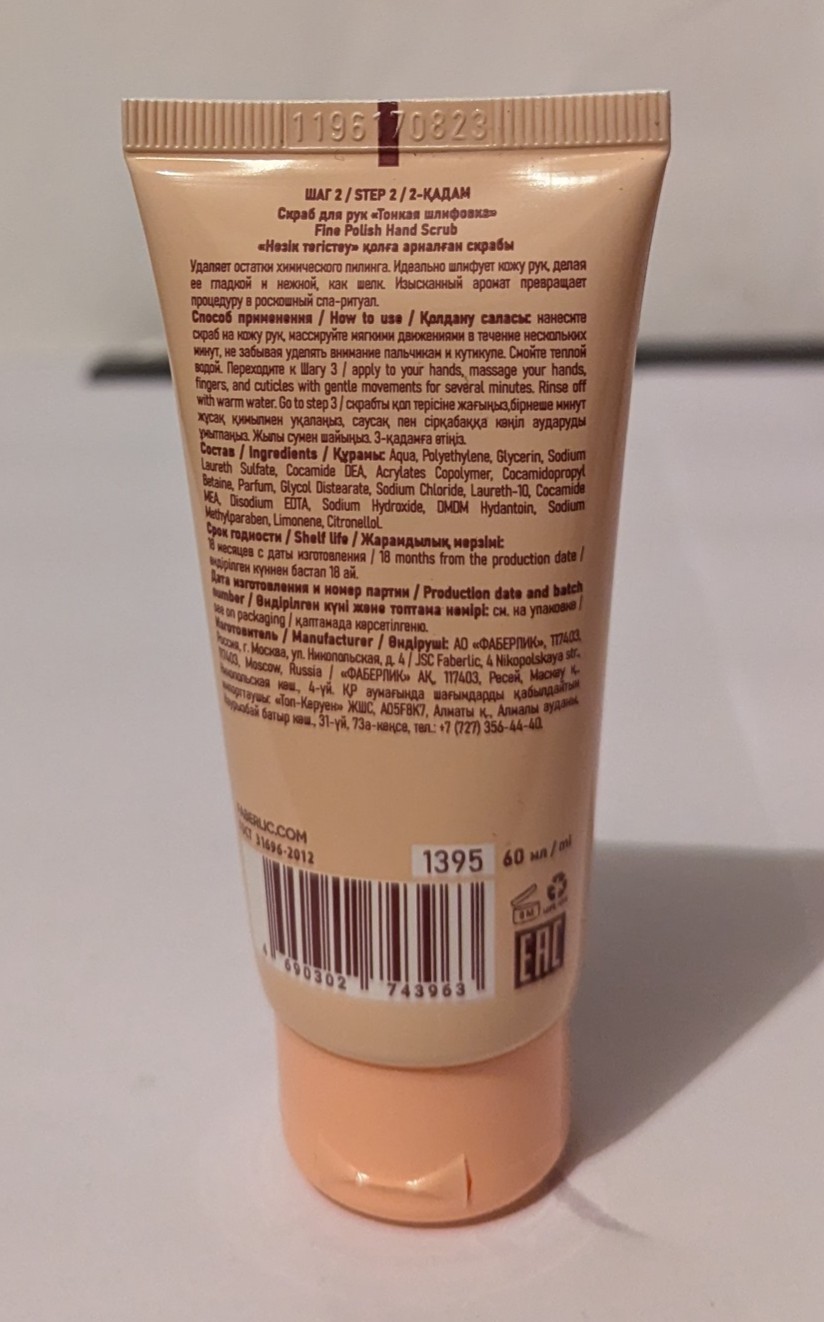 1196170823
ШАГ 2 / STEP 2 / 2-ҚАДАМ
Скраб для рук «Тонкая шлифовка»
Fine Polish Hand Scrub
«Нәзік тегістеу» қолға арналған скрабы
Удаляет остатки химического пилинга. Идеально шлифует кожу рук, делая
ее гладкой и нежной, как шелк. Изысканный аромат превращает
процедуру в роскошный спа-ритуал.
Способ применения / How to use / Қолдану саласы: нанесите
скраб на кожу рук, массируйте мягкими движениями в течение нескольких
минут, не забывая уделять внимание пальчикам и кутикуле. Смойте теплой
водой. Переходите к Шагу 3 / apply to your hands, massage your hands,
fingers, and cuticles with gentle movements for several minutes. Rinse off
with warm water. Go to step 3 / скрабты қол терісіне жағыңыз,бірнеше минут
жұсақ қимылмен уқалаңыз, саусақ пен сірқабаққа көңіл аударуды
ұмытпаңыз. Жылы сумен шайыңыз. 3-қадамға өтіңіз.
Состав / Ingredients / Құрамы: Aqua, Polyethylene, Glycerin, Sodium
Laureth Sulfate, Cocamide DEA, Acrylates Copolymer, Cocamidopropyl
Betaine, Parfum, Glycol Distearate, Sodium Chloride, Laureth-10, Cocamide
MEA, Disodium EDTA, Sodium Hydroxide, DMDM Hydantoin, Sodium
Methylparaben, Limonene, Citronellol.
Срок годности / Shelf life / Жарамдылық мерзімі:
18 месяцев с даты изготовления / 18 months from the production date /
өндірілген күннен бастап 18 ай.
Дата изготовления и номер партии / Production date and batch
number / Өндірілген күні және топтама нөмірі: см. на упаковке /
see on packaging / қаптамада көрсетілгею.
Изготовитель / Manufacturer / Өндіруші: АО «ФАБЕРЛИК», 117403,
Россия, г. Москва, ул. Никопольская, д. 4 / JSC Faberlic, 4 Nikopolskaya str.,
117403, Moscow, Russia / «ФАБЕРЛИК» АҚ, 117403, Ресей, Мәскеу қ.,
Никопольская көш., 4-үй. ҚР аумағында шағымдарды қабылдайтын
импорттаушы: «Топ-Каруен» ЖШС, A05F8K7, Алматы қ., Алмалы ауданы,
Наурызбай батыр көш., 31-үй, 73а-кеңсе, тел.: +7 (727) 356-44-40.
FABERLIC.COM
ГОСТ 31696-2012
1395 60 мл / ml
4 690302 743963
EAC